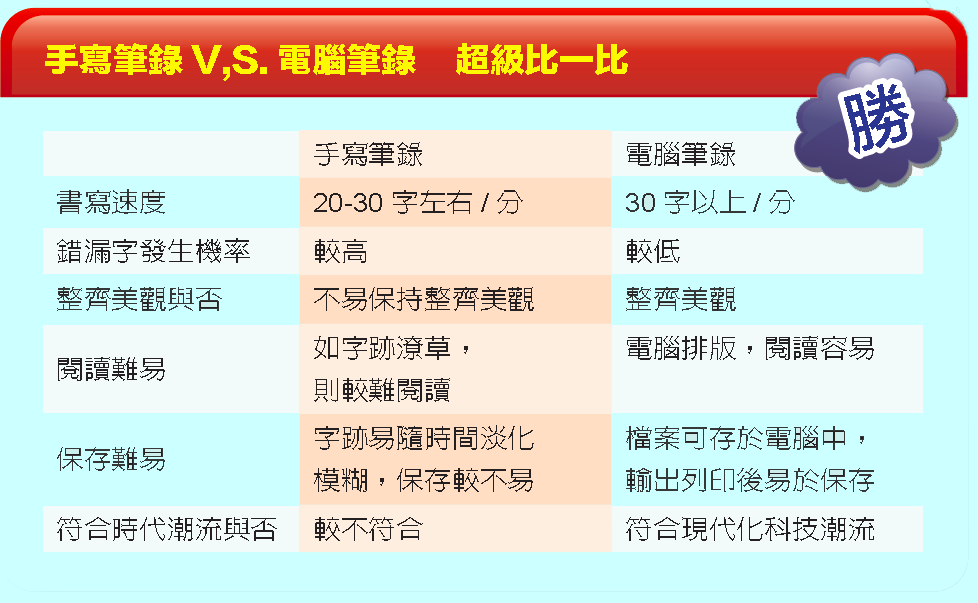 手寫筆錄 V,S. 電腦筆錄 超級比一比
勝
手寫筆錄 電腦筆錄
書寫速度 20-30 字左右 / 分 30 字以上 / 分
錯漏字發生機率 較高 較低
整齊美觀與否 不易保持整齊美觀 整齊美觀
閱讀難易 如字跡潦草，
則較難閱讀 電腦排版，閱讀容易
保存難易 字跡易隨時間淡化
模糊，保存較不易 檔案可存於電腦中，
輸出列印後易於保存
符合時代潮流與否 較不符合 符合現代化科技潮流